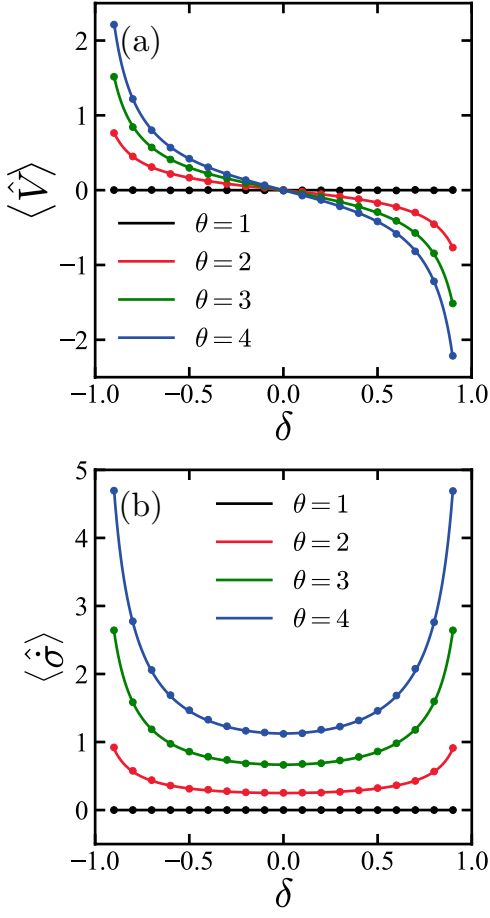 (a)
2
1
0
−1
−2
⟨V̂⟩
θ = 1
θ = 2
θ = 3
θ = 4
−1.0 −0.5 0.0 0.5 1.0
δ
(b)
5
4
3
2
1
0
⟨σ̇̂⟩
θ = 1
θ = 2
θ = 3
θ = 4
−1.0 −0.5 0.0 0.5 1.0
δ